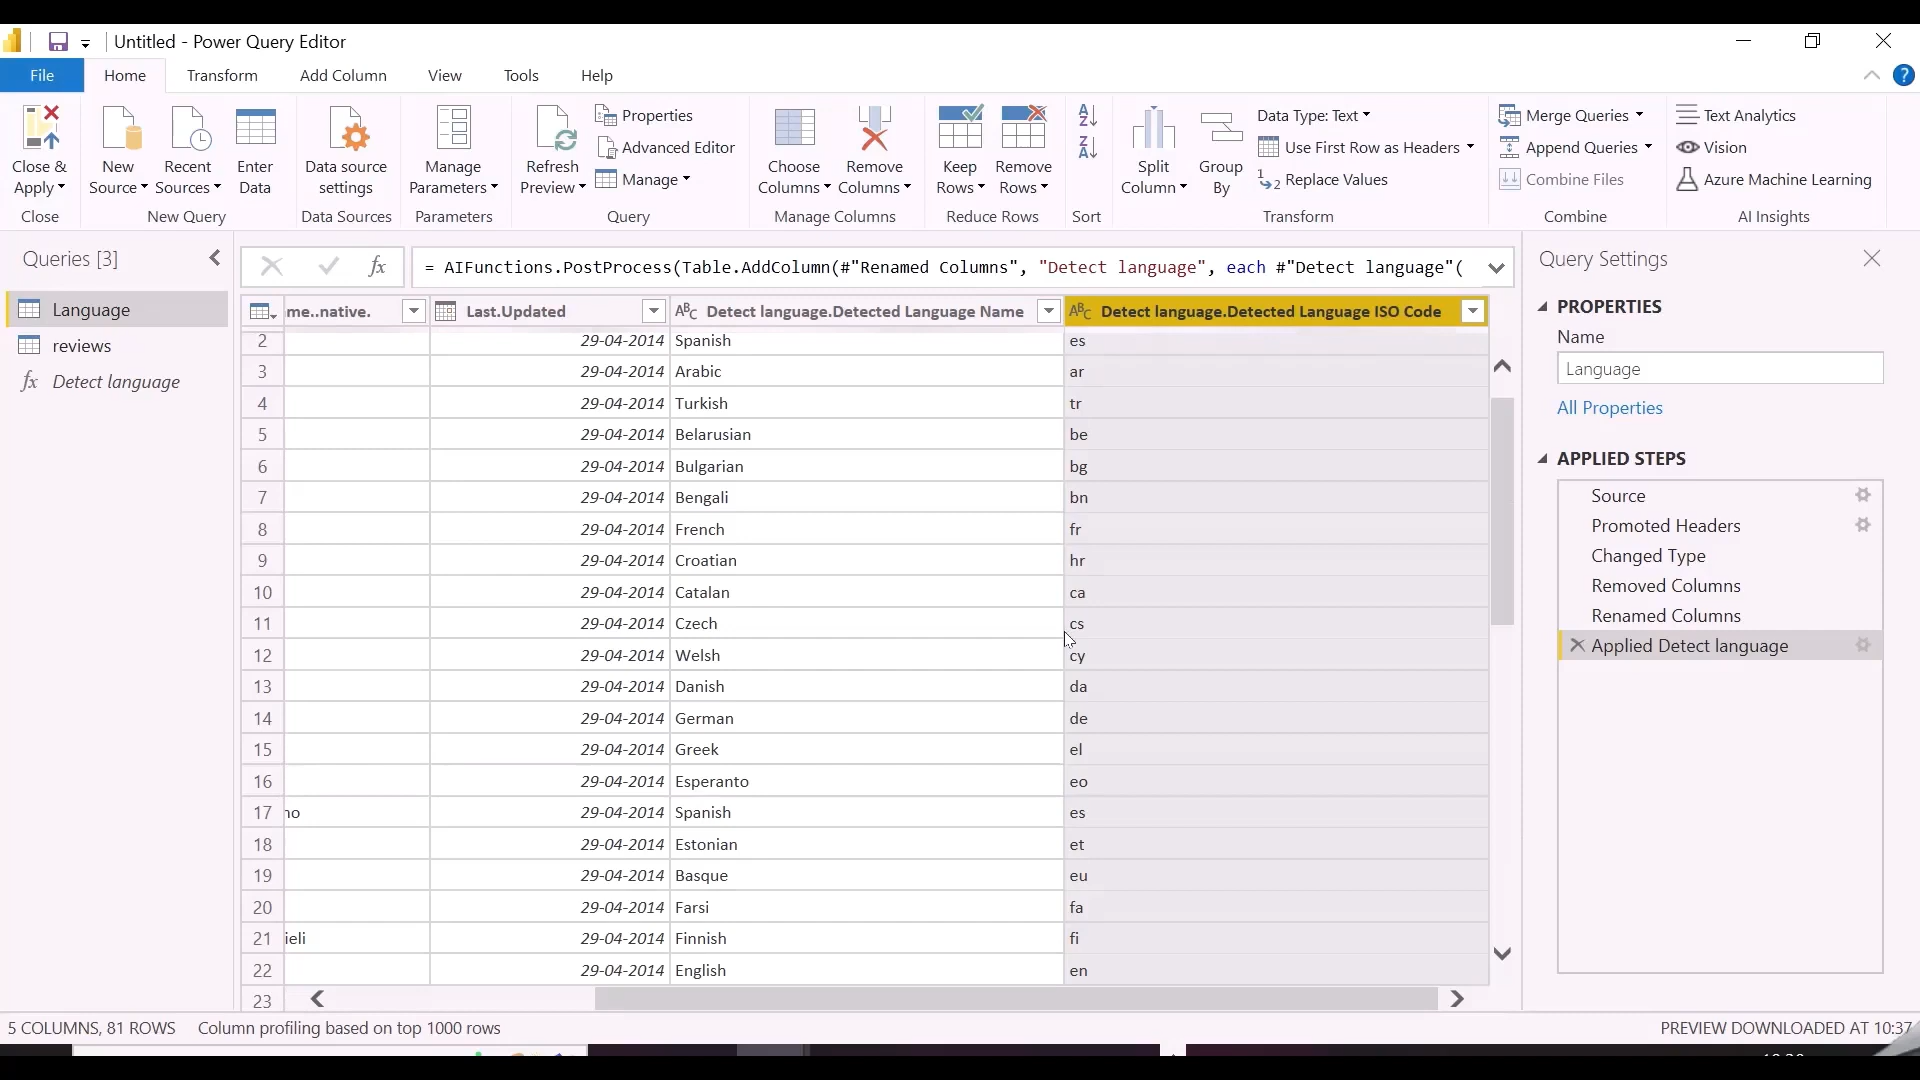 Untitled - Power Query Editor
File Home Transform Add Column View Tools Help
Close & Apply
Close
New Source
Recent Sources
Enter Data
New Query
Data source settings
Data Sources
Manage Parameters
Parameters
Refresh Preview
Properties
Advanced Editor
Manage
Query
Choose Columns
Remove Columns
Manage Columns
Keep Rows
Remove Rows
Reduce Rows
Sort
Split Column
Group By
Data Type: Text
Use First Row as Headers
Replace Values
Transform
Merge Queries
Append Queries
Combine Files
Combine
Text Analytics
Vision
Azure Machine Learning
AI Insights
Queries [3]
Language
reviews
fx Detect language
fx = AIFunctions.PostProcess(Table.AddColumn(#"Renamed Columns", "Detect language", each #"Detect language"(
me..native. Last.Updated ABC Detect language.Detected Language Name ABC Detect language.Detected Language ISO Code
2 29-04-2014 Spanish es
3 29-04-2014 Arabic ar
4 29-04-2014 Turkish tr
5 29-04-2014 Belarusian be
6 29-04-2014 Bulgarian bg
7 29-04-2014 Bengali bn
8 29-04-2014 French fr
9 29-04-2014 Croatian hr
10 29-04-2014 Catalan ca
11 29-04-2014 Czech cs
12 29-04-2014 Welsh cy
13 29-04-2014 Danish da
14 29-04-2014 German de
15 29-04-2014 Greek el
16 29-04-2014 Esperanto eo
17 no 29-04-2014 Spanish es
18 29-04-2014 Estonian et
19 29-04-2014 Basque eu
20 29-04-2014 Farsi fa
21 ieli 29-04-2014 Finnish fi
22 29-04-2014 English en
23
Query Settings
PROPERTIES
Name
Language
All Properties
APPLIED STEPS
Source
Promoted Headers
Changed Type
Removed Columns
Renamed Columns
Applied Detect language
5 COLUMNS, 81 ROWS Column profiling based on top 1000 rows
PREVIEW DOWNLOADED AT 10:37